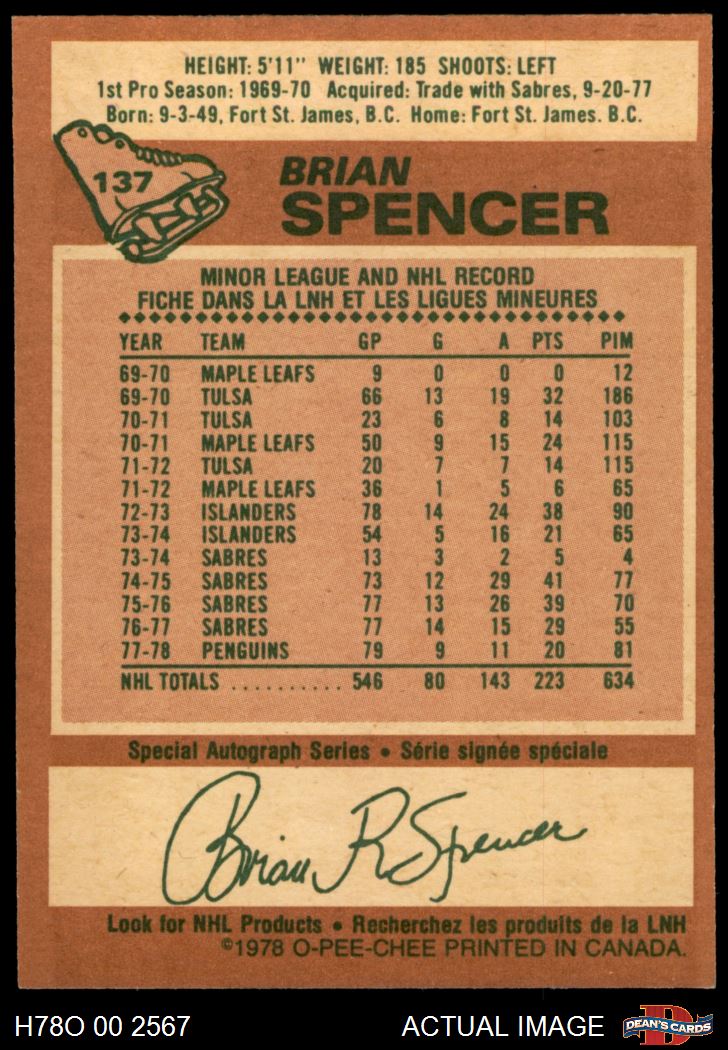 HEIGHT: 5'11" WEIGHT: 185 SHOOTS: LEFT
1st Pro Season: 1969-70 Acquired: Trade with Sabres, 9-20-77
Born: 9-3-49, Fort St. James, B.C. Home: Fort St. James. B.C.
137
BRIAN
SPENCER
MINOR LEAGUE AND NHL RECORD
FICHE DANS LA LNH ET LES LIGUES MINEURES
YEAR TEAM GP G A PTS PIM
69-70 MAPLE LEAFS 9 0 0 0 12
69-70 TULSA 66 13 19 32 186
70-71 TULSA 23 6 8 14 103
70-71 MAPLE LEAFS 50 9 15 24 115
71-72 TULSA 20 7 7 14 115
71-72 MAPLE LEAFS 36 1 5 6 65
72-73 ISLANDERS 78 14 24 38 90
73-74 ISLANDERS 54 5 16 21 65
73-74 SABRES 13 3 2 5 4
74-75 SABRES 73 12 29 41 77
75-76 SABRES 77 13 26 39 70
76-77 SABRES 77 14 15 29 55
77-78 PENGUINS 79 9 11 20 81
NHL TOTALS .......... 546 80 143 223 634
Special Autograph Series • Série signée spéciale
Brian R Spencer
Look for NHL Products • Recherchez les produits de la LNH
©1978 O-PEE-CHEE PRINTED IN CANADA.
H78O 00 2567 ACTUAL IMAGE D DEAN'S CARDS